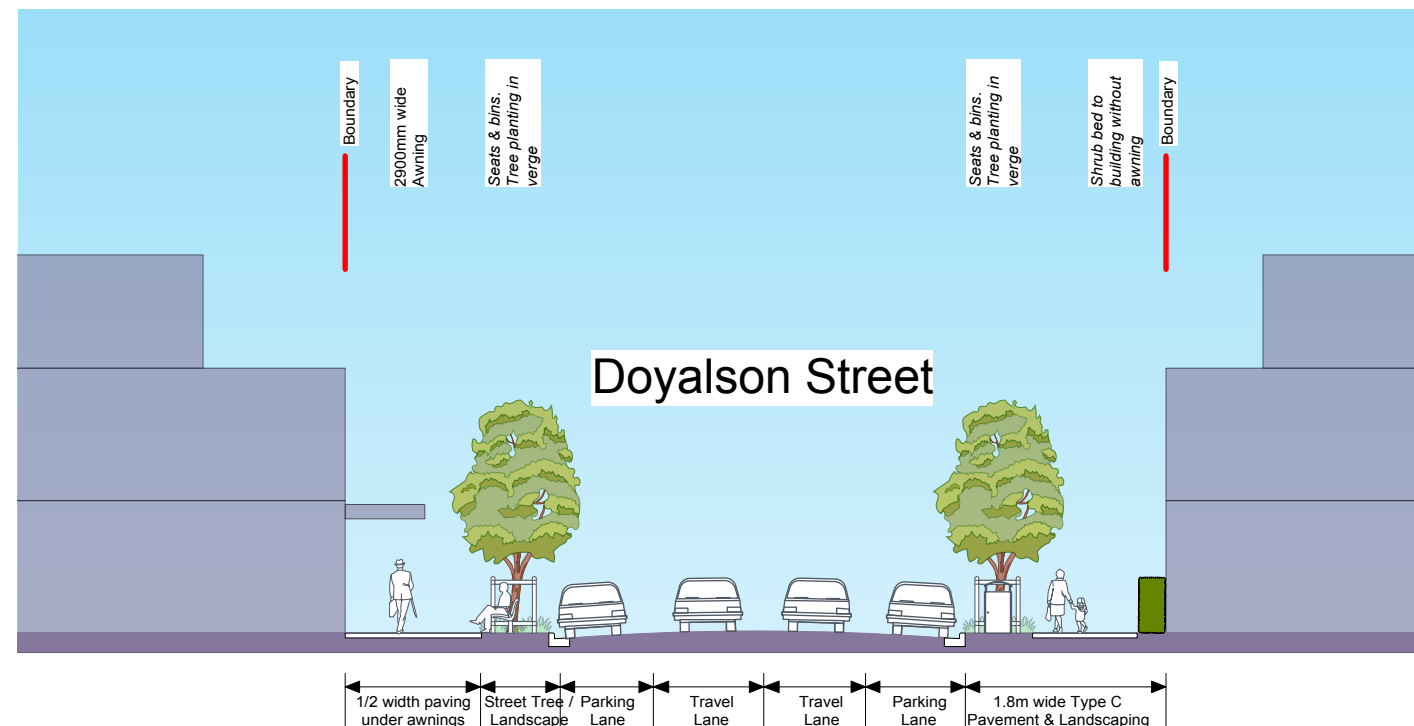 Boundary
2900mm wide
Awning
Seats & bins.
Tree planting in
verge
Seats & bins.
Tree planting in
verge
Shrub bed to
building without
awning
Boundary
Doyalson Street
1/2 width paving
under awnings
Street Tree /
Landscape
Parking
Lane
Travel
Lane
Travel
Lane
Parking
Lane
1.8m wide Type C
Pavement & Landscaping